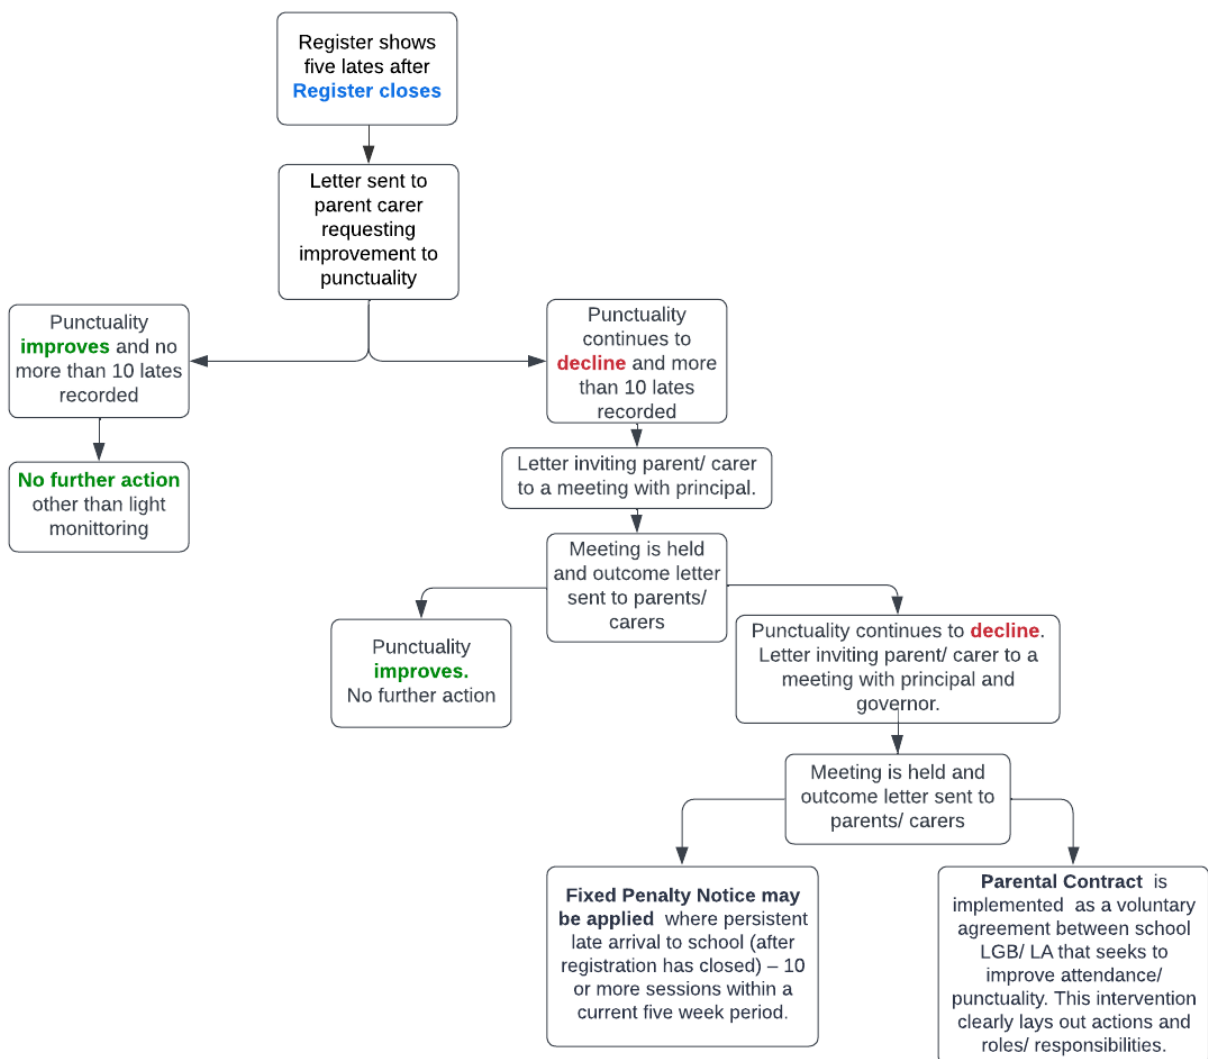 Register shows
five lates after
Register closes
Letter sent to
parent carer
requesting
improvement to
punctuality
Punctuality
improves and no
more than 10 lates
recorded
No further action
other than light
monittoring
Punctuality
continues to
decline and more
than 10 lates
recorded
Letter inviting parent/ carer
to a meeting with principal.
Meeting is held
and outcome letter
sent to parents/
carers
Punctuality
improves.
No further action
Punctuality continues to decline.
Letter inviting parent/ carer to a
meeting with principal and
governor.
Meeting is held and
outcome letter sent to
parents/ carers
Fixed Penalty Notice may
be applied where persistent
late arrival to school (after
registration has closed) – 10
or more sessions within a
current five week period.
Parental Contract is
implemented as a voluntary
agreement between school
LGB/ LA that seeks to
improve attendance/
punctuality. This intervention
clearly lays out actions and
roles/ responsibilities.